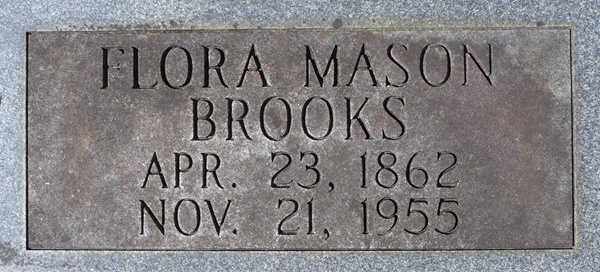 FLORA MASON
BROOKS
APR. 23, 1862
NOV. 21, 1955